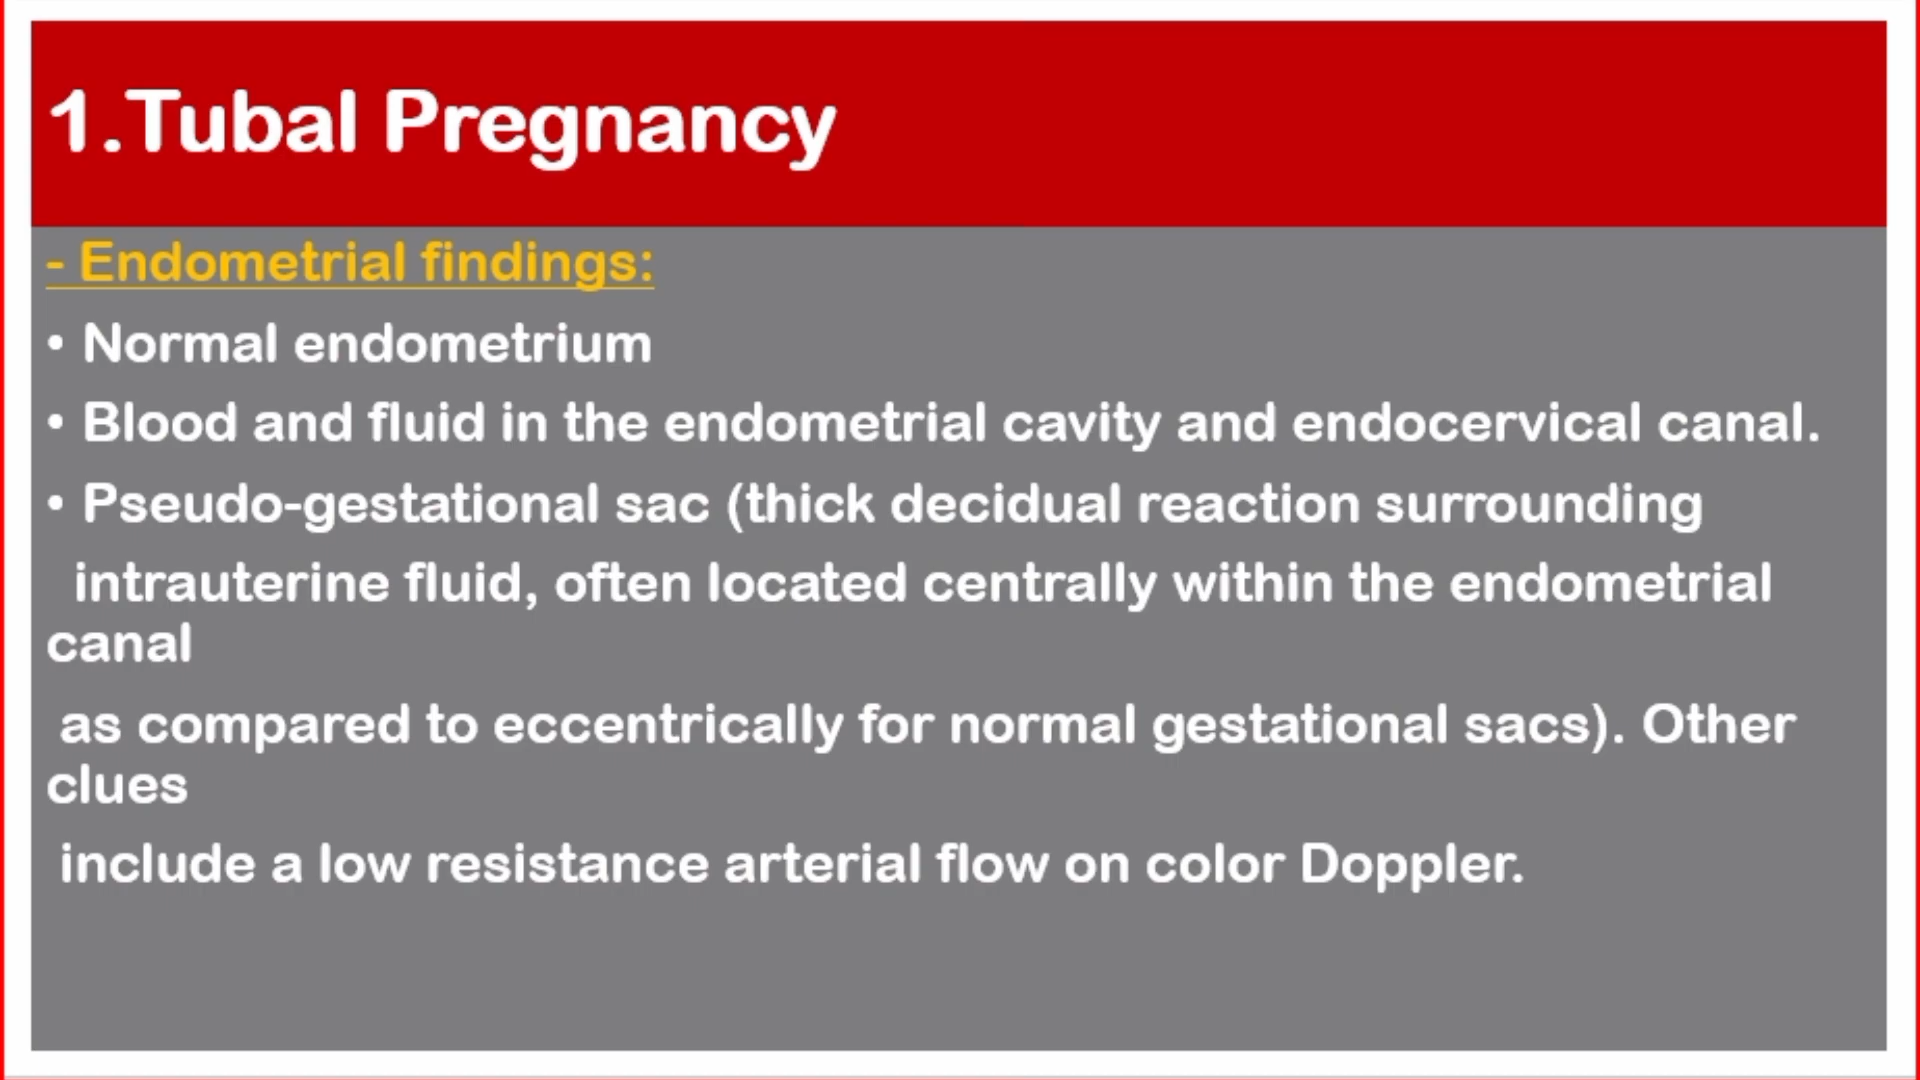 1.Tubal Pregnancy
- Endometrial findings:
• Normal endometrium
• Blood and fluid in the endometrial cavity and endocervical canal.
• Pseudo-gestational sac (thick decidual reaction surrounding
intrauterine fluid, often located centrally within the endometrial
canal
as compared to eccentrically for normal gestational sacs). Other
clues
include a low resistance arterial flow on color Doppler.